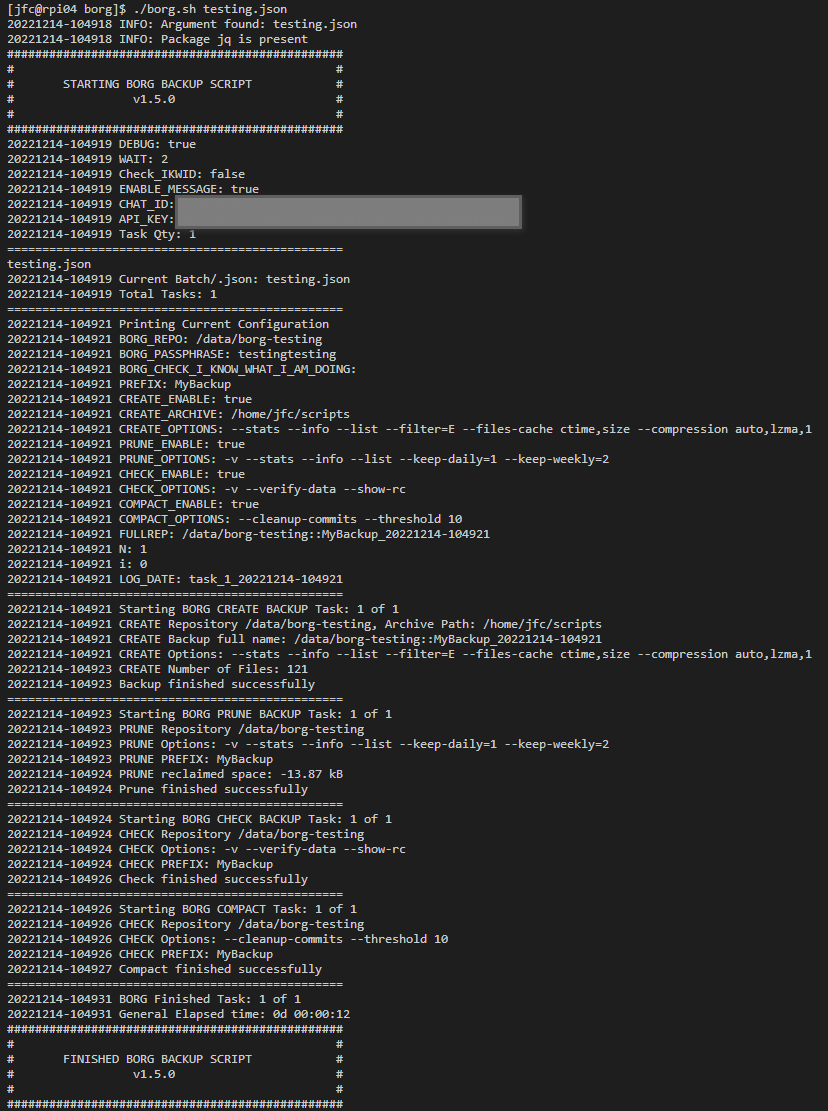 [jfc@rpi04 borg]$ ./borg.sh testing.json
20221214-104918 INFO: Argument found: testing.json
20221214-104918 INFO: Package jq is present
################################################
#                                              #
#       STARTING BORG BACKUP SCRIPT            #
#                 v1.5.0                       #
#                                              #
################################################
20221214-104919 DEBUG: true
20221214-104919 WAIT: 2
20221214-104919 Check_IKWID: false
20221214-104919 ENABLE_MESSAGE: true
20221214-104919 CHAT_ID:
20221214-104919 API_KEY:
20221214-104919 Task Qty: 1
================================================
testing.json
20221214-104919 Current Batch/.json: testing.json
20221214-104919 Total Tasks: 1
================================================
20221214-104921 Printing Current Configuration
20221214-104921 BORG_REPO: /data/borg-testing
20221214-104921 BORG_PASSPHRASE: testingtesting
20221214-104921 BORG_CHECK_I_KNOW_WHAT_I_AM_DOING:
20221214-104921 PREFIX: MyBackup
20221214-104921 CREATE_ENABLE: true
20221214-104921 CREATE_ARCHIVE: /home/jfc/scripts
20221214-104921 CREATE_OPTIONS: --stats --info --list --filter=E --files-cache ctime,size --compression auto,lzma,1
20221214-104921 PRUNE_ENABLE: true
20221214-104921 PRUNE_OPTIONS: -v --stats --info --list --keep-daily=1 --keep-weekly=2
20221214-104921 CHECK_ENABLE: true
20221214-104921 CHECK_OPTIONS: -v --verify-data --show-rc
20221214-104921 COMPACT_ENABLE: true
20221214-104921 COMPACT_OPTIONS: --cleanup-commits --threshold 10
20221214-104921 FULLREP: /data/borg-testing::MyBackup_20221214-104921
20221214-104921 N: 1
20221214-104921 i: 0
20221214-104921 LOG_DATE: task_1_20221214-104921
================================================
20221214-104921 Starting BORG CREATE BACKUP Task: 1 of 1
20221214-104921 CREATE Repository /data/borg-testing, Archive Path: /home/jfc/scripts
20221214-104921 CREATE Backup full name: /data/borg-testing::MyBackup_20221214-104921
20221214-104921 CREATE Options: --stats --info --list --filter=E --files-cache ctime,size --compression auto,lzma,1
20221214-104923 CREATE Number of Files: 121
20221214-104923 Backup finished successfully
================================================
20221214-104923 Starting BORG PRUNE BACKUP Task: 1 of 1
20221214-104923 PRUNE Repository /data/borg-testing
20221214-104923 PRUNE Options: -v --stats --info --list --keep-daily=1 --keep-weekly=2
20221214-104923 PRUNE PREFIX: MyBackup
20221214-104924 PRUNE reclaimed space: -13.87 kB
20221214-104924 Prune finished successfully
================================================
20221214-104924 Starting BORG CHECK BACKUP Task: 1 of 1
20221214-104924 CHECK Repository /data/borg-testing
20221214-104924 CHECK Options: -v --verify-data --show-rc
20221214-104924 CHECK PREFIX: MyBackup
20221214-104926 Check finished successfully
================================================
20221214-104926 Starting BORG COMPACT Task: 1 of 1
20221214-104926 CHECK Repository /data/borg-testing
20221214-104926 CHECK Options: --cleanup-commits --threshold 10
20221214-104926 CHECK PREFIX: MyBackup
20221214-104927 Compact finished successfully
================================================
20221214-104931 BORG Finished Task: 1 of 1
20221214-104931 General Elapsed time: 0d 00:00:12
################################################
#                                              #
#       FINISHED BORG BACKUP SCRIPT            #
#                 v1.5.0                       #
#                                              #
################################################